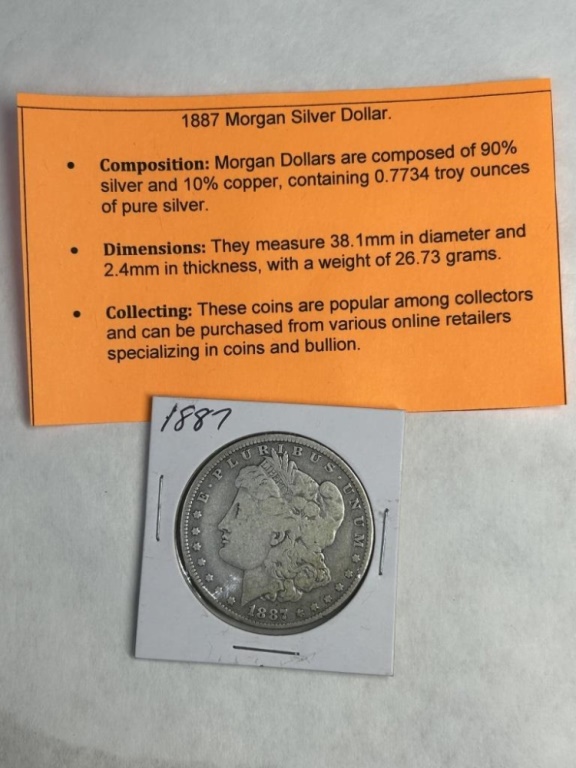 1887 Morgan Silver Dollar.
• Composition: Morgan Dollars are composed of 90%
silver and 10% copper, containing 0.7734 troy ounces
of pure silver.
• Dimensions: They measure 38.1mm in diameter and
2.4mm in thickness, with a weight of 26.73 grams.
• Collecting: These coins are popular among collectors
and can be purchased from various online retailers
specializing in coins and bullion.
1887
E·PLURIBUS·UNUM
1887